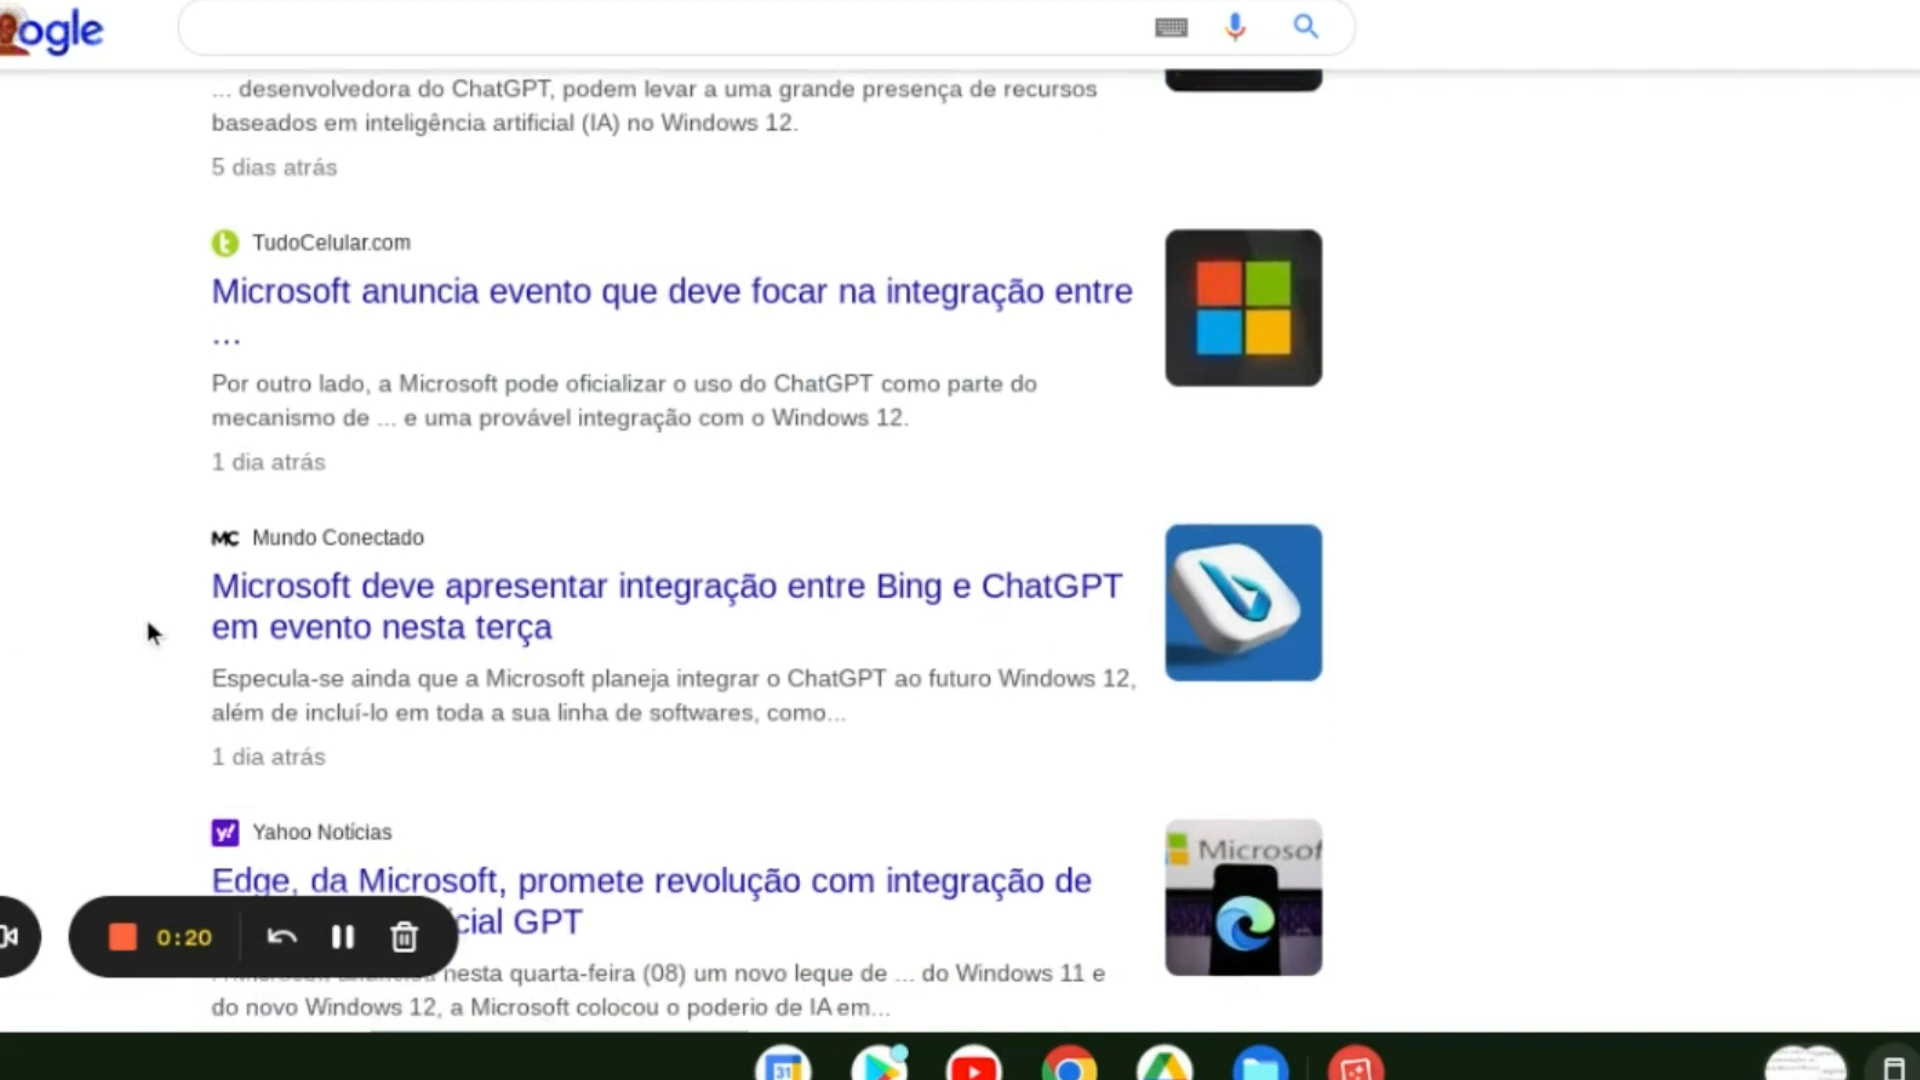 ogle
... desenvolvedora do ChatGPT, podem levar a uma grande presença de recursos
baseados em inteligência artificial (IA) no Windows 12.
5 dias atrás
TudoCelular.com
Microsoft anuncia evento que deve focar na integração entre
...
Por outro lado, a Microsoft pode oficializar o uso do ChatGPT como parte do
mecanismo de ... e uma provável integração com o Windows 12.
1 dia atrás
MC Mundo Conectado
Microsoft deve apresentar integração entre Bing e ChatGPT
em evento nesta terça
Especula-se ainda que a Microsoft planeja integrar o ChatGPT ao futuro Windows 12,
além de incluí-lo em toda a sua linha de softwares, como...
1 dia atrás
y! Yahoo Notícias
Microsof
Edge, da Microsoft, promete revolução com integração de
cial GPT
0:20
nesta quarta-feira (08) um novo leque de ... do Windows 11 e
do novo Windows 12, a Microsoft colocou o poderio de IA em...
31